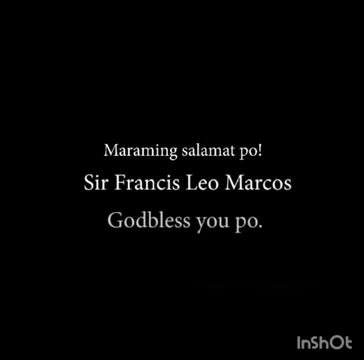 Maraming salamat po!
Sir Francis Leo Marcos
Godbless you po.
InShOt